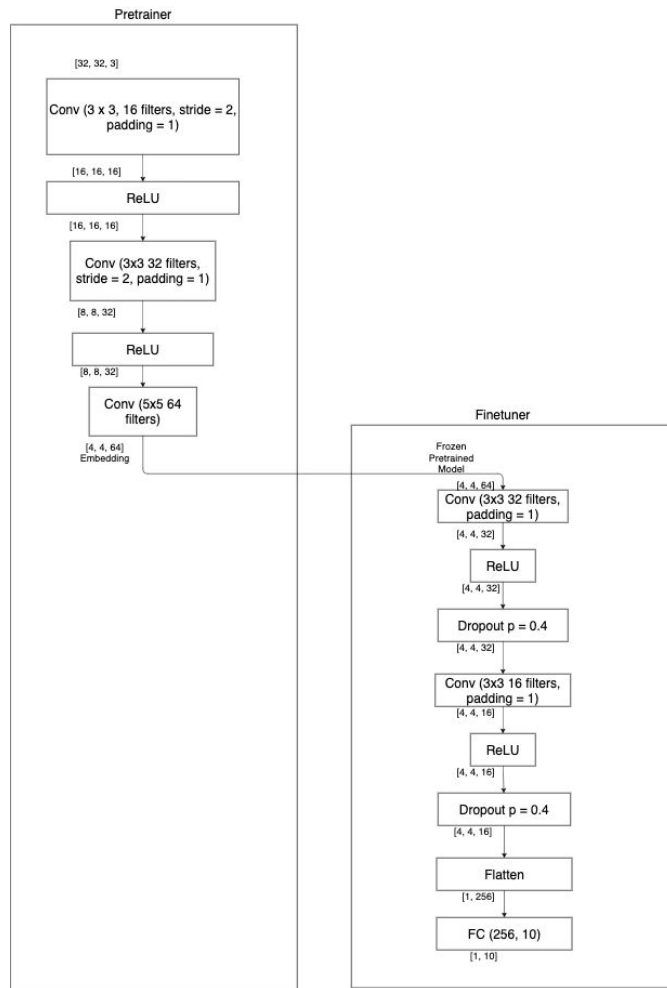 Pretrainer
[32, 32, 3]
Conv (3 x 3, 16 filters, stride = 2,
padding = 1)
[16, 16, 16]
ReLU
[16, 16, 16]
Conv (3x3 32 filters,
stride = 2, padding = 1)
[8, 8, 32]
ReLU
[8, 8, 32]
Conv (5x5 64
filters)
[4, 4, 64]
Embedding
Finetuner
Frozen
Pretrained
Model
[4, 4, 64]
Conv (3x3 32 filters,
padding = 1)
[4, 4, 32]
ReLU
[4, 4, 32]
Dropout p = 0.4
[4, 4, 32]
Conv (3x3 16 filters,
padding = 1)
[4, 4, 16]
ReLU
[4, 4, 16]
Dropout p = 0.4
[4, 4, 16]
Flatten
[1, 256]
FC (256, 10)
[1, 10]